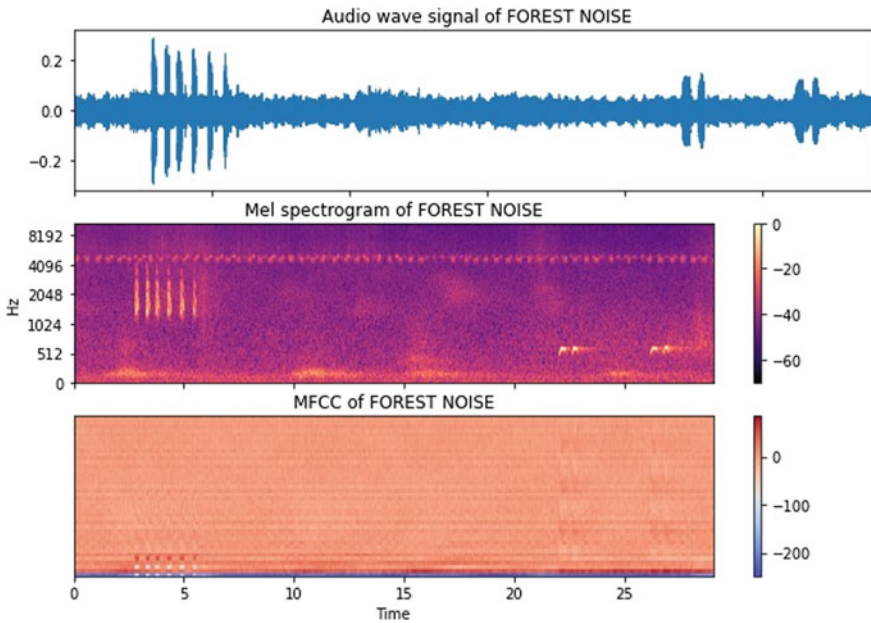 Audio wave signal of FOREST NOISE
0.2
0.0
−0.2
Mel spectrogram of FOREST NOISE
8192
4096
2048
1024
512
0
Hz
0
−20
−40
−60
MFCC of FOREST NOISE
0
−100
−200
0 5 10 15 20 25
Time